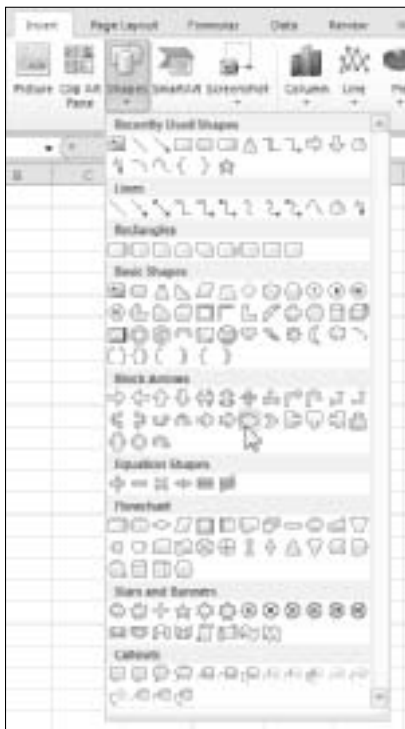 Insert Page Layout Formulas Data Review
Picture Clip Art Shapes SmartArt Screenshot Column Line
Pane
Recently Used Shapes
B C
Lines
Rectangles
Basic Shapes
Block Arrows
Equation Shapes
Flowchart
Stars and Banners
Callouts